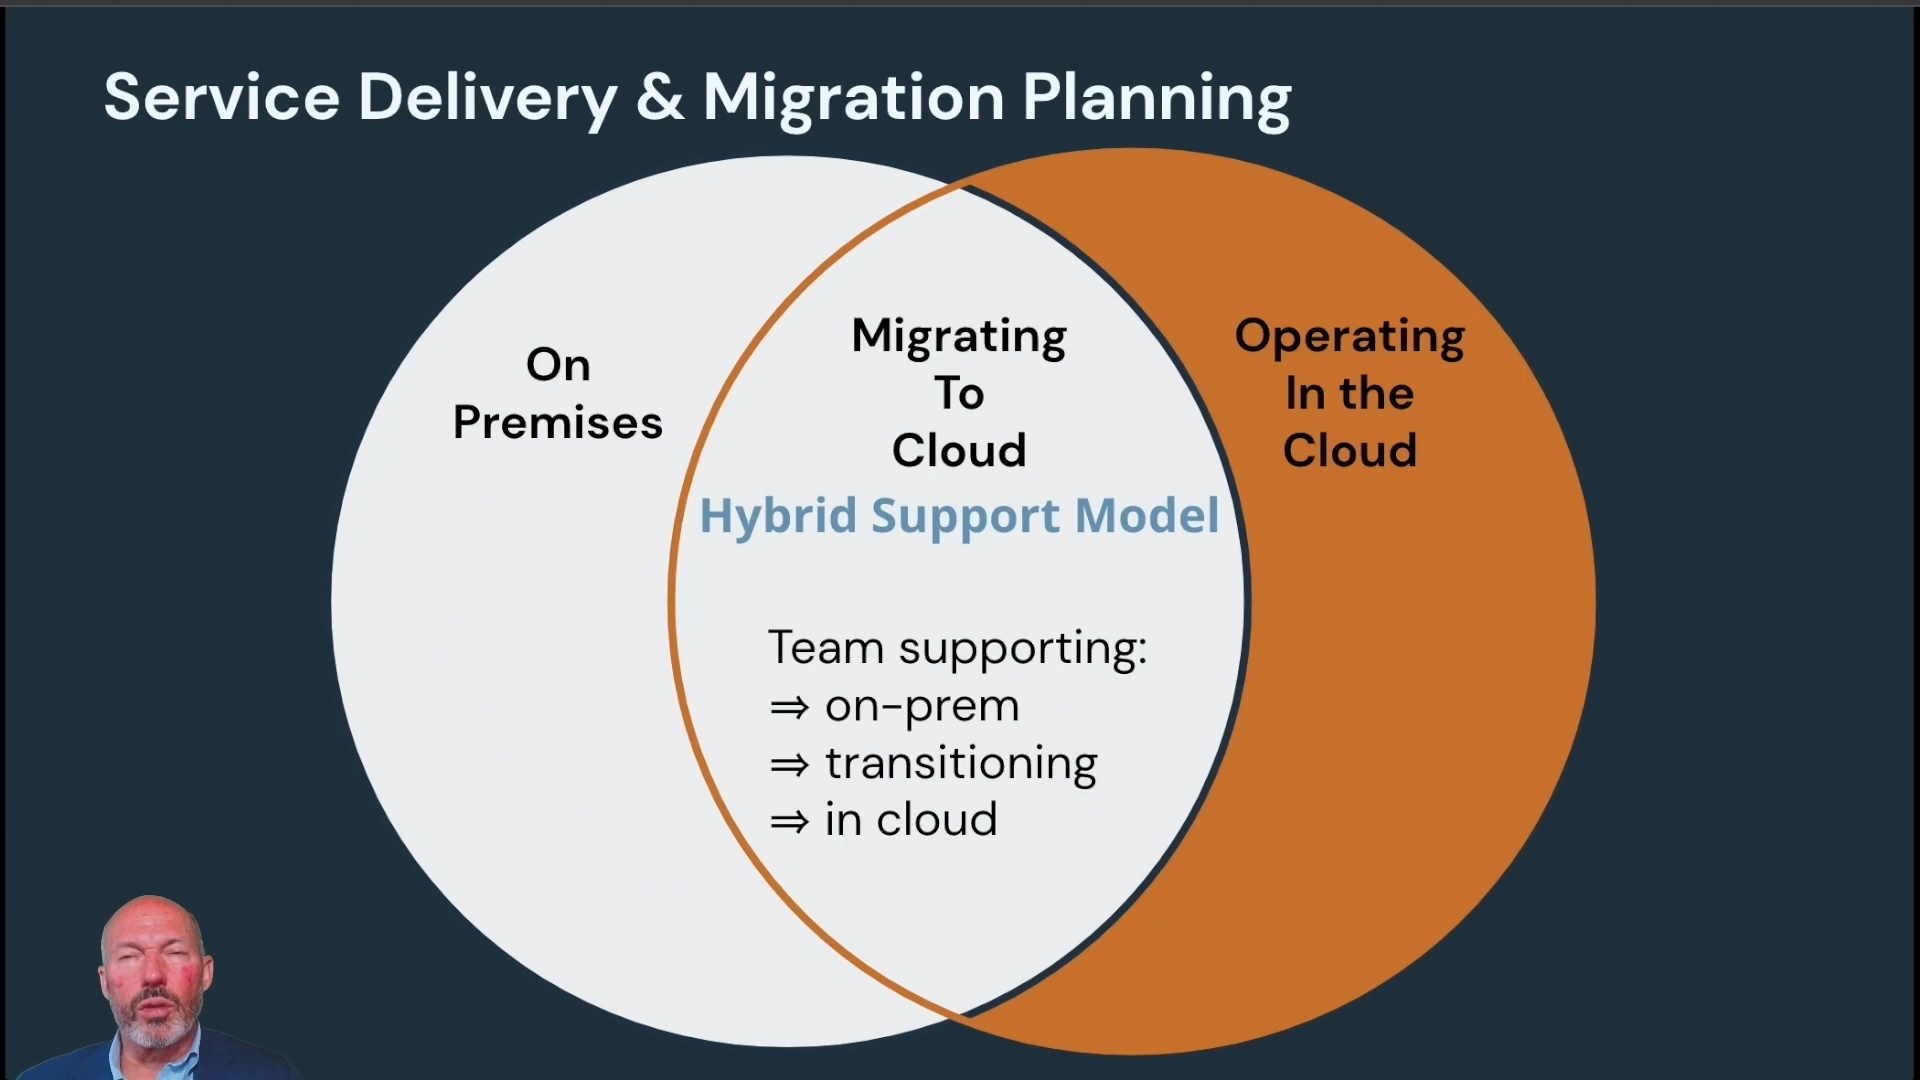 Service Delivery & Migration Planning
On
Premises
Migrating
To
Cloud
Hybrid Support Model
Team supporting:
⇒ on-prem
⇒ transitioning
⇒ in cloud
Operating
In the
Cloud